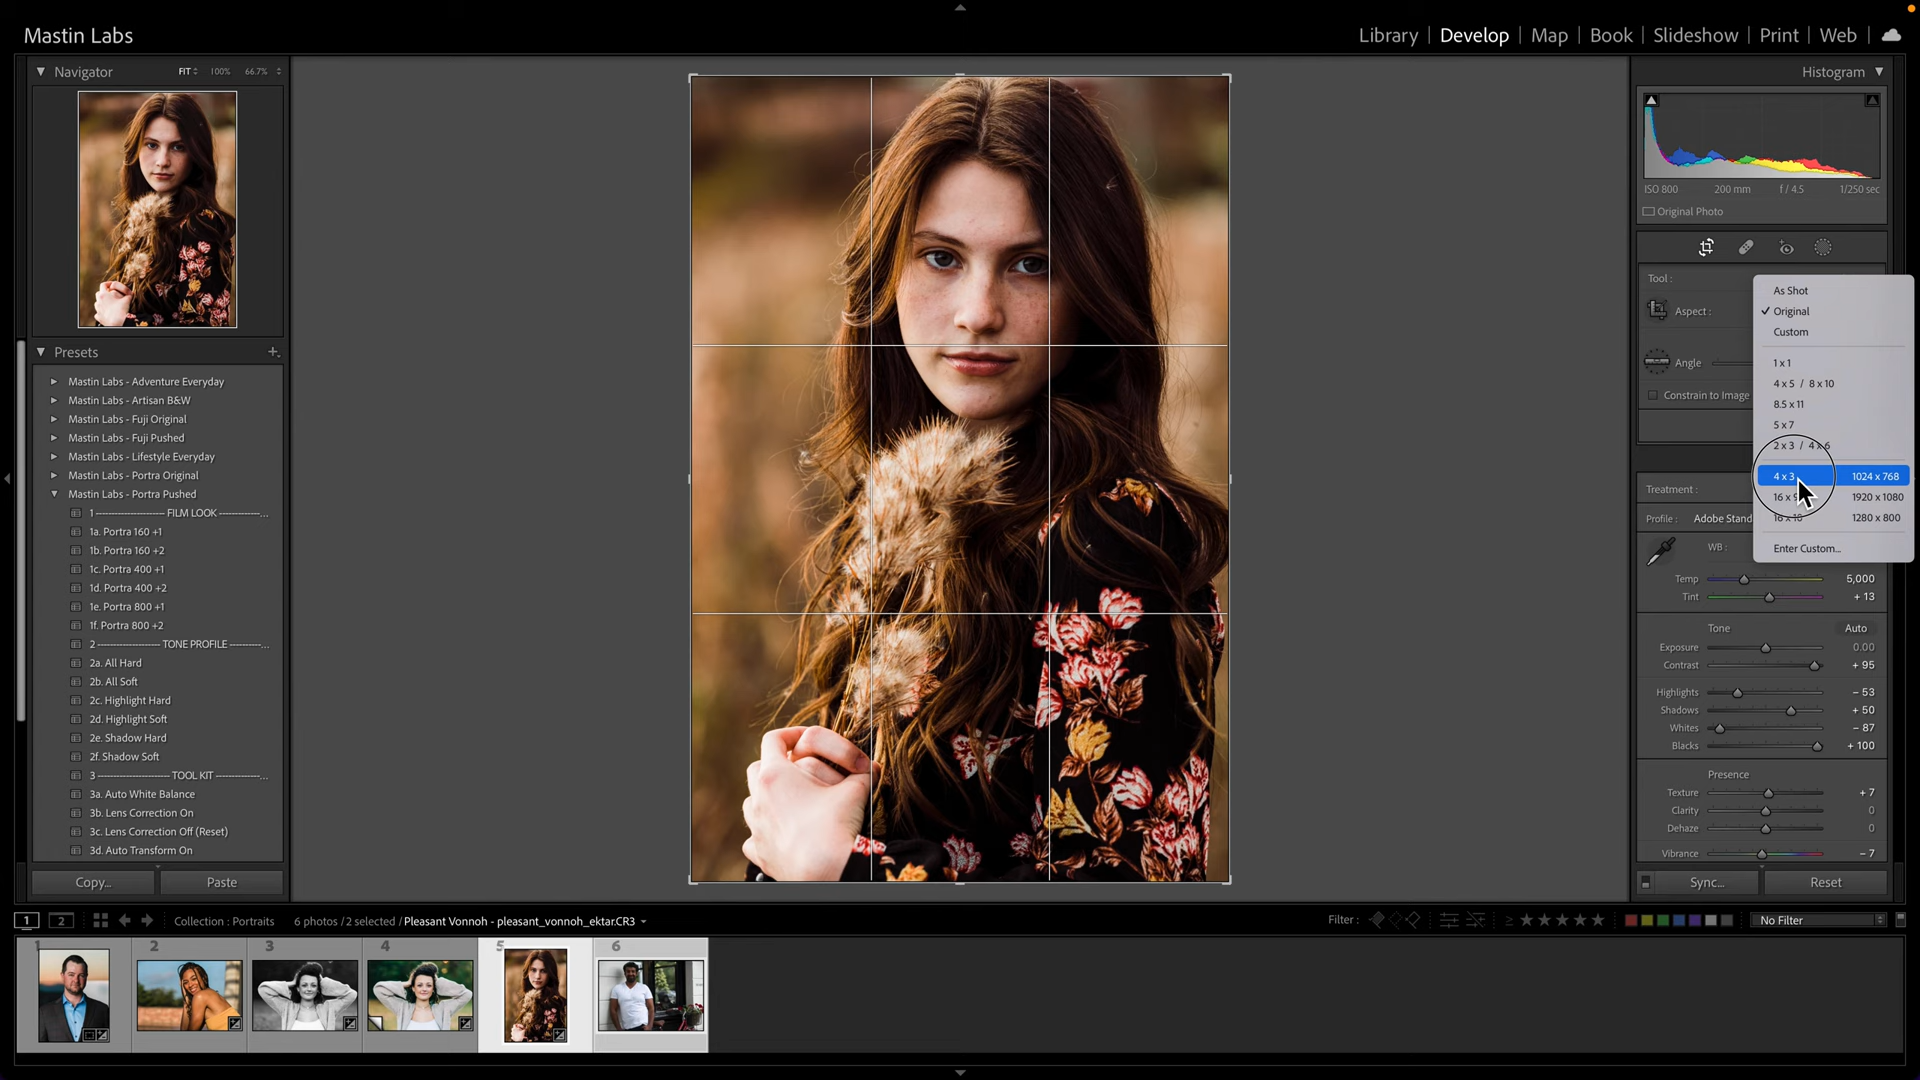 Mastin Labs
Library | Develop | Map | Book | Slideshow | Print | Web
Navigator FIT 100% 66.7%
Presets
Mastin Labs - Adventure Everyday
Mastin Labs - Artisan B&W
Mastin Labs - Fuji Original
Mastin Labs - Fuji Pushed
Mastin Labs - Lifestyle Everyday
Mastin Labs - Portra Original
Mastin Labs - Portra Pushed
1 ---------------------- FILM LOOK -------------...
1a. Portra 160 +1
1b. Portra 160 +2
1c. Portra 400 +1
1d. Portra 400 +2
1e. Portra 800 +1
1f. Portra 800 +2
2 -------------------- TONE PROFILE ----------...
2a. All Hard
2b. All Soft
2c. Highlight Hard
2d. Highlight Soft
2e. Shadow Hard
2f. Shadow Soft
3 ----------------------- TOOL KIT --------------...
3a. Auto White Balance
3b. Lens Correction On
3c. Lens Correction Off (Reset)
3d. Auto Transform On
Copy... Paste
Histogram
ISO 800 200 mm f / 4.5 1/250 sec
Original Photo
Tool :
Aspect :
Angle
Constrain to Image
As Shot
Original
Custom
1 x 1
4 x 5 / 8 x 10
8.5 x 11
5 x 7
2 x 3 / 4 x 6
4 x 3 1024 x 768
16 x 9 1920 x 1080
16 x 10 1280 x 800
Enter Custom...
Treatment :
Profile : Adobe Stand
WB :
Temp 5,000
Tint + 13
Tone Auto
Exposure 0.00
Contrast + 95
Highlights – 53
Shadows + 50
Whites – 87
Blacks + 100
Presence
Texture + 7
Clarity 0
Dehaze 0
Vibrance – 7
Sync... Reset
1 2 Collection : Portraits 6 photos / 2 selected / Pleasant Vonnoh - pleasant_vonnoh_ektar.CR3
Filter : ≥ No Filter
1 2 3 4 5 6